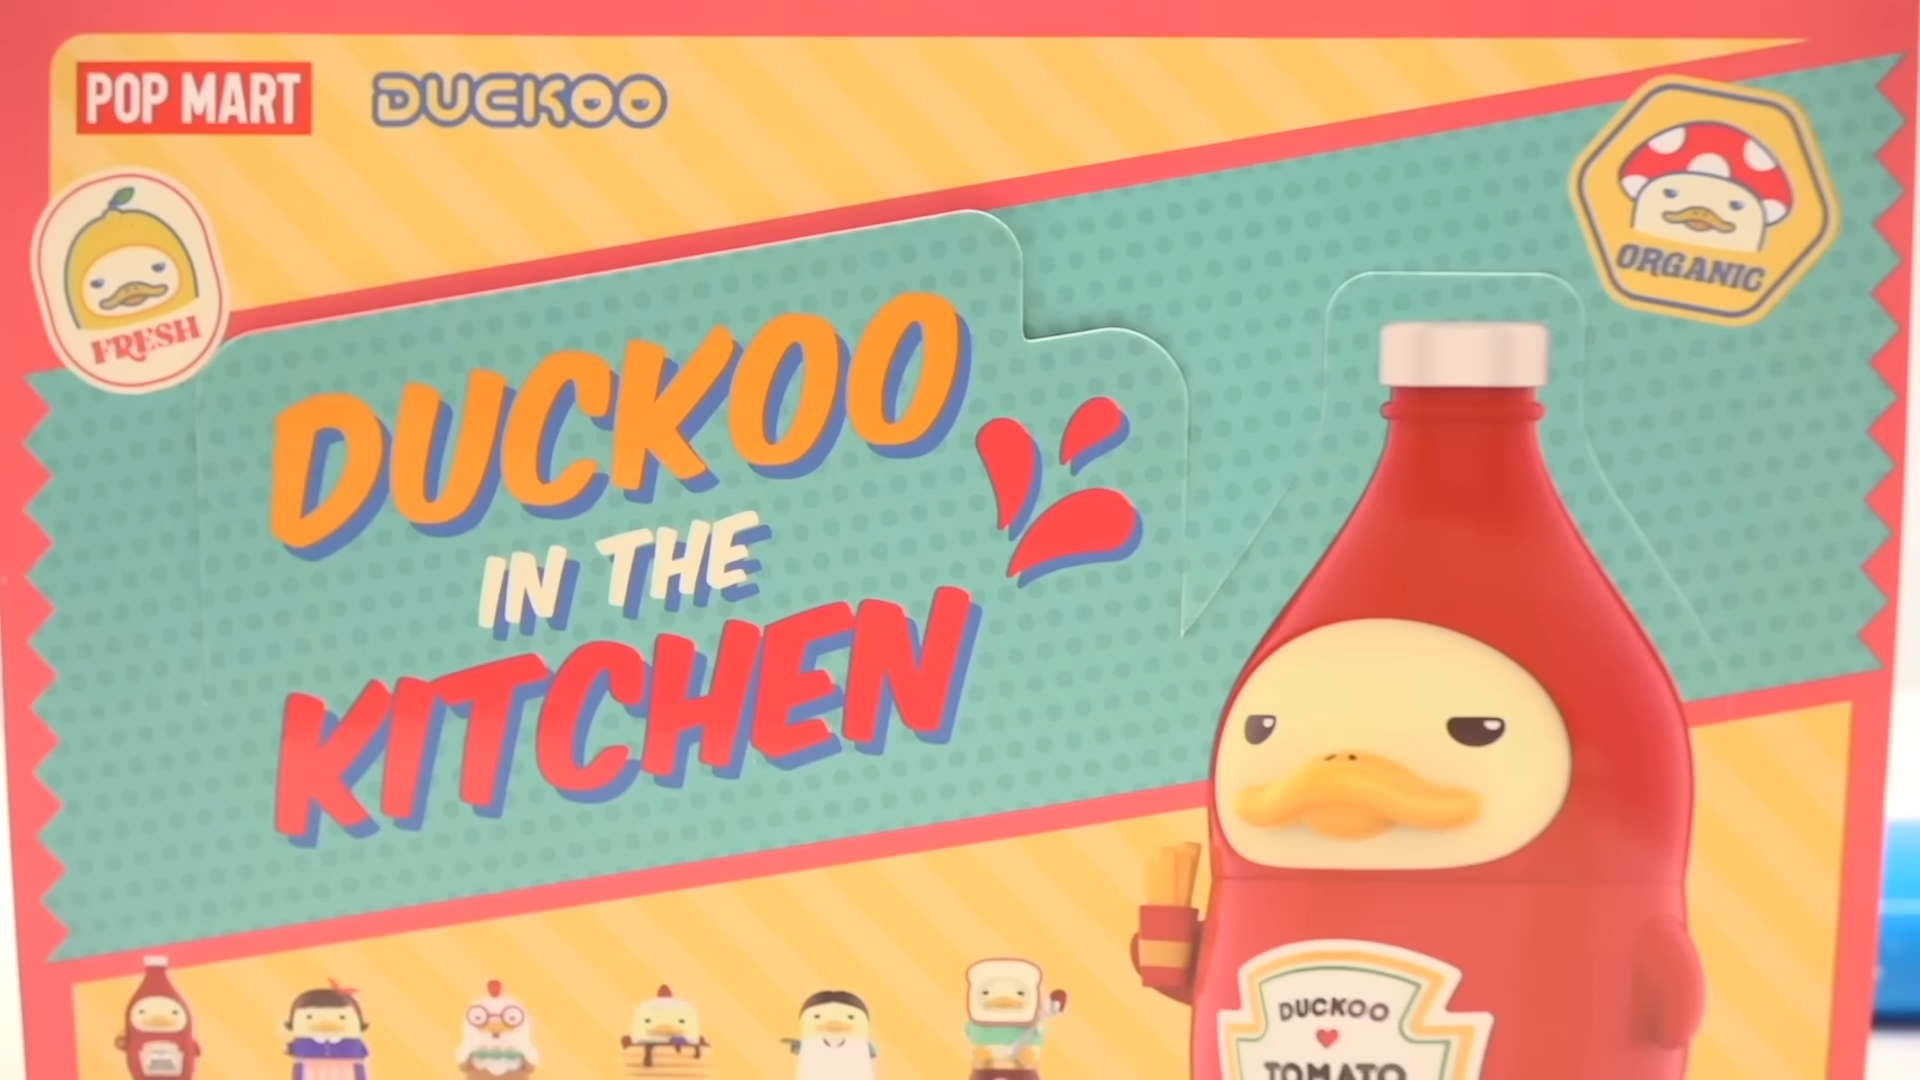 POP MART DUCKOO
FRESH
ORGANIC
DUCKOO
IN THE
KITCHEN
DUCKOO
TOMATO